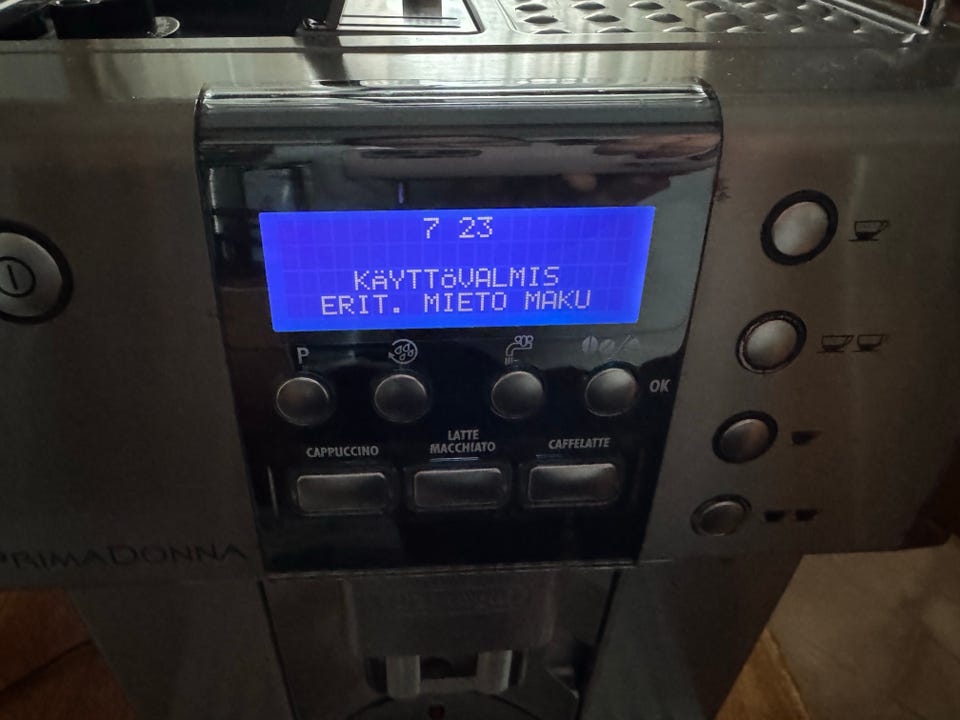 7 23
KÄYTTöVALMIS
ERIT. MIETO MAKU
P
OK
CAPPUCCINO
LATTE
MACCHIATO
CAFFELATTE
PRIMADONNA